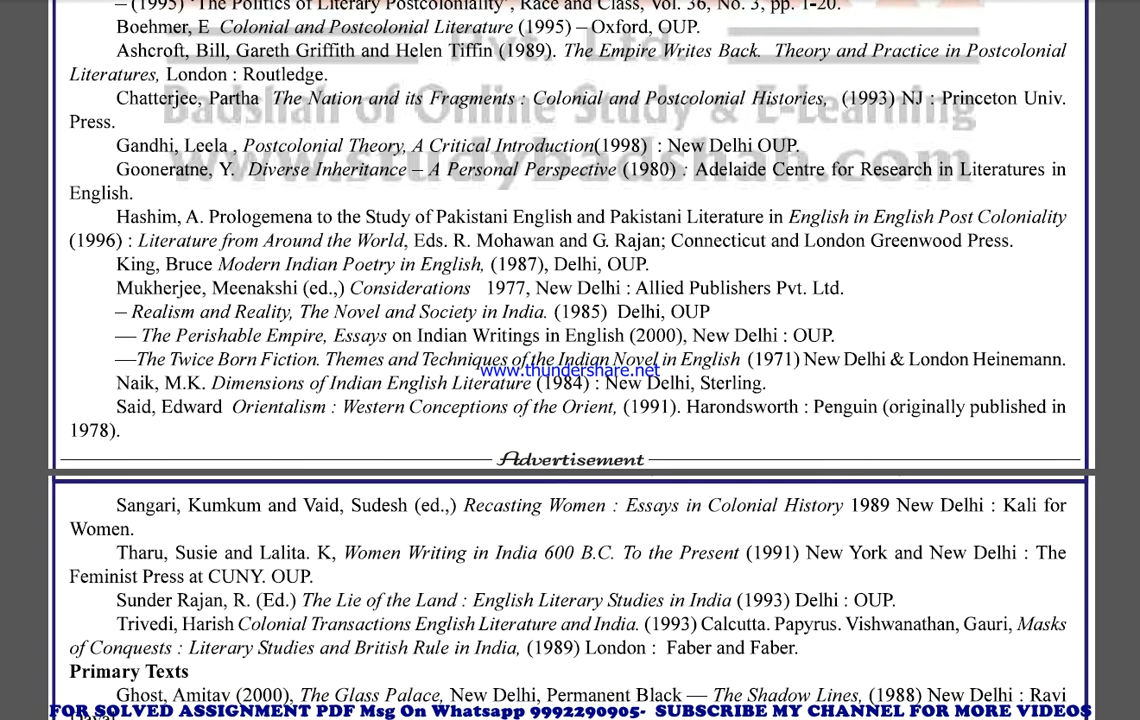 – (1995) 'The Politics of Literary Postcoloniality', Race and Class, Vol. 36, No. 3, pp. 1-20.
Boehmer, E Colonial and Postcolonial Literature (1995) – Oxford, OUP.
Pvt. Ltd.
Ashcroft, Bill, Gareth Griffith and Helen Tiffin (1989). The Empire Writes Back. Theory and Practice in Postcolonial
Literatures, London : Routledge.
Chatterjee, Partha The Nation and its Fragments : Colonial and Postcolonial Histories, (1993) NJ : Princeton Univ.
Badshah of Online Study & E-Learning
Press.
Gandhi, Leela , Postcolonial Theory, A Critical Introduction(1998) : New Delhi OUP.
www.studybadshah.com
Gooneratne, Y. Diverse Inheritance – A Personal Perspective (1980) : Adelaide Centre for Research in Literatures in
English.
Hashim, A. Prologemena to the Study of Pakistani English and Pakistani Literature in English in English Post Coloniality
(1996) : Literature from Around the World, Eds. R. Mohawan and G. Rajan; Connecticut and London Greenwood Press.
King, Bruce Modern Indian Poetry in English, (1987), Delhi, OUP.
Mukherjee, Meenakshi (ed.,) Considerations 1977, New Delhi : Allied Publishers Pvt. Ltd.
– Realism and Reality, The Novel and Society in India. (1985) Delhi, OUP
— The Perishable Empire, Essays on Indian Writings in English (2000), New Delhi : OUP.
—The Twice Born Fiction. Themes and Techniques of the Indian Novel in English (1971) New Delhi & London Heinemann.
www.thundershare.net
Naik, M.K. Dimensions of Indian English Literature (1984) : New Delhi, Sterling.
Said, Edward Orientalism : Western Conceptions of the Orient, (1991). Harondsworth : Penguin (originally published in
1978).
Advertisement
Sangari, Kumkum and Vaid, Sudesh (ed.,) Recasting Women : Essays in Colonial History 1989 New Delhi : Kali for
Women.
Tharu, Susie and Lalita. K, Women Writing in India 600 B.C. To the Present (1991) New York and New Delhi : The
Feminist Press at CUNY. OUP.
Sunder Rajan, R. (Ed.) The Lie of the Land : English Literary Studies in India (1993) Delhi : OUP.
Trivedi, Harish Colonial Transactions English Literature and India. (1993) Calcutta. Papyrus. Vishwanathan, Gauri, Masks
of Conquests : Literary Studies and British Rule in India, (1989) London : Faber and Faber.
Primary Texts
Ghost, Amitav (2000), The Glass Palace, New Delhi, Permanent Black — The Shadow Lines, (1988) New Delhi : Ravi
FOR SOLVED ASSIGNMENT PDF Msg On Whatsapp 9992290905- SUBSCRIBE MY CHANNEL FOR MORE VIDEOS